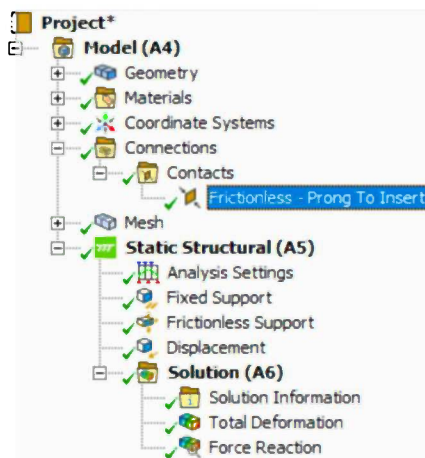 Project*
Model (A4)
Geometry
Materials
Coordinate Systems
Connections
Contacts
Frictionless - Prong To Insert
Mesh
Static Structural (A5)
Analysis Settings
Fixed Support
Frictionless Support
Displacement
Solution (A6)
Solution Information
Total Deformation
Force Reaction